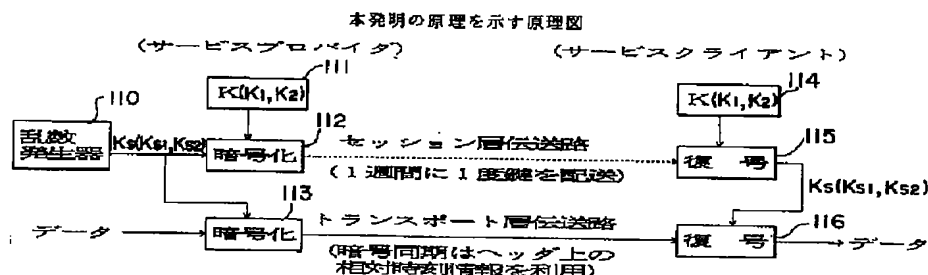 本発明の原理を示す原理図
(サービスプロバイダ)
(サービスクライアント)
111
K(K1,K2)
114
K(K1,K2)
110
乱数
発生器
KS(KS1,KS2)
112
暗号化
セッション層伝送路
(1週間に1度鍵を配送)
115
復号
KS(KS1,KS2)
113
データ
暗号化
トランスポート層伝送路
(暗号同期はヘッダ上の
相対時刻情報を利用)
116
復号
データ